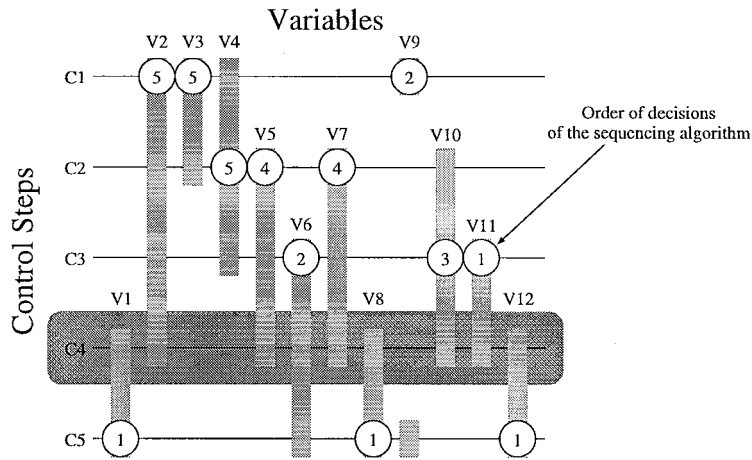 Variables
V2 V3 V4 V9
C1 5 5 2
Order of decisions
of the sequencing algorithm
V5 V7 V10
C2 5 4 4
V6 V11
C3 2 3 1
V1 V8 V12
C4
C5 1 1 1
Control Steps